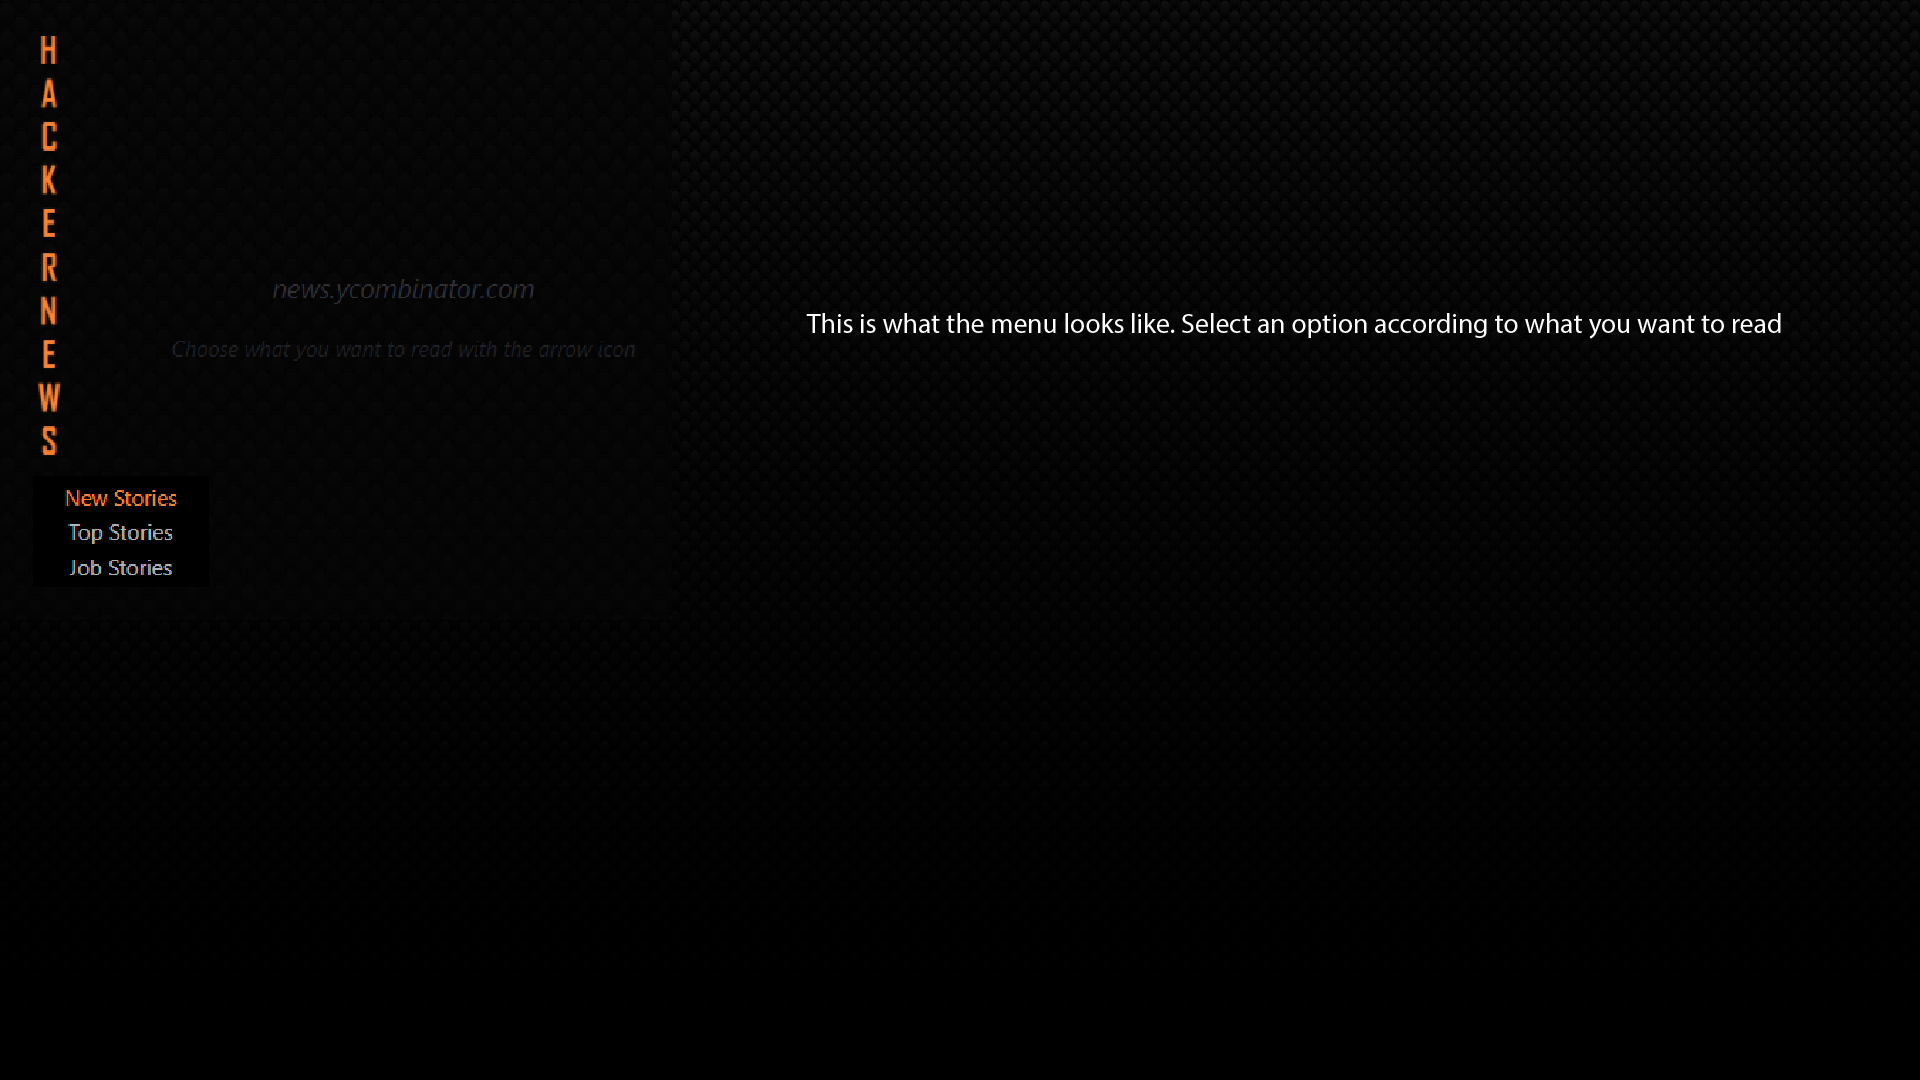 HACKERNEWS
news.ycombinator.com
Choose what you want to read with the arrow icon
This is what the menu looks like. Select an option according to what you want to read
New Stories
Top Stories
Job Stories